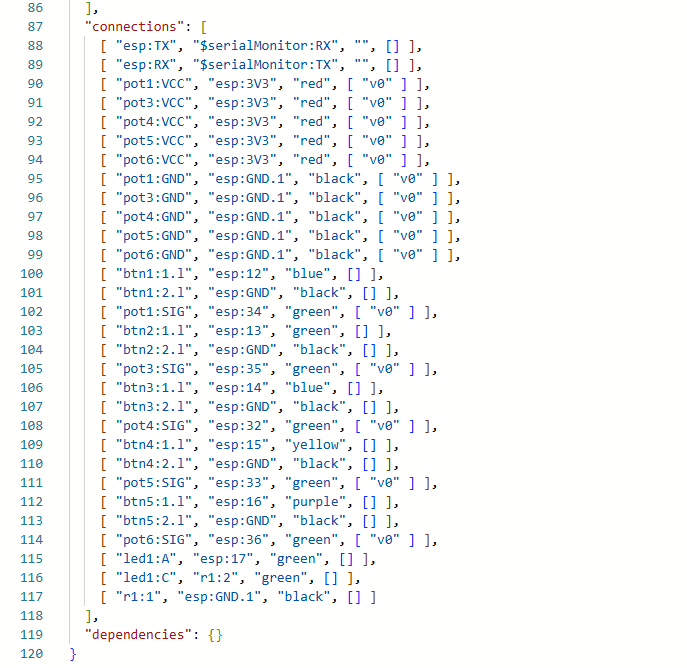 86 ],
87 "connections": [
88 [ "esp:TX", "$serialMonitor:RX", "", [] ],
89 [ "esp:RX", "$serialMonitor:TX", "", [] ],
90 [ "pot1:VCC", "esp:3V3", "red", [ "v0" ] ],
91 [ "pot3:VCC", "esp:3V3", "red", [ "v0" ] ],
92 [ "pot4:VCC", "esp:3V3", "red", [ "v0" ] ],
93 [ "pot5:VCC", "esp:3V3", "red", [ "v0" ] ],
94 [ "pot6:VCC", "esp:3V3", "red", [ "v0" ] ],
95 [ "pot1:GND", "esp:GND.1", "black", [ "v0" ] ],
96 [ "pot3:GND", "esp:GND.1", "black", [ "v0" ] ],
97 [ "pot4:GND", "esp:GND.1", "black", [ "v0" ] ],
98 [ "pot5:GND", "esp:GND.1", "black", [ "v0" ] ],
99 [ "pot6:GND", "esp:GND.1", "black", [ "v0" ] ],
100 [ "btn1:1.l", "esp:12", "blue", [] ],
101 [ "btn1:2.l", "esp:GND", "black", [] ],
102 [ "pot1:SIG", "esp:34", "green", [ "v0" ] ],
103 [ "btn2:1.l", "esp:13", "green", [] ],
104 [ "btn2:2.l", "esp:GND", "black", [] ],
105 [ "pot3:SIG", "esp:35", "green", [ "v0" ] ],
106 [ "btn3:1.l", "esp:14", "blue", [] ],
107 [ "btn3:2.l", "esp:GND", "black", [] ],
108 [ "pot4:SIG", "esp:32", "green", [ "v0" ] ],
109 [ "btn4:1.l", "esp:15", "yellow", [] ],
110 [ "btn4:2.l", "esp:GND", "black", [] ],
111 [ "pot5:SIG", "esp:33", "green", [ "v0" ] ],
112 [ "btn5:1.l", "esp:16", "purple", [] ],
113 [ "btn5:2.l", "esp:GND", "black", [] ],
114 [ "pot6:SIG", "esp:36", "green", [ "v0" ] ],
115 [ "led1:A", "esp:17", "green", [] ],
116 [ "led1:C", "r1:2", "green", [] ],
117 [ "r1:1", "esp:GND.1", "black", [] ]
118 ],
119 "dependencies": {}
120 }